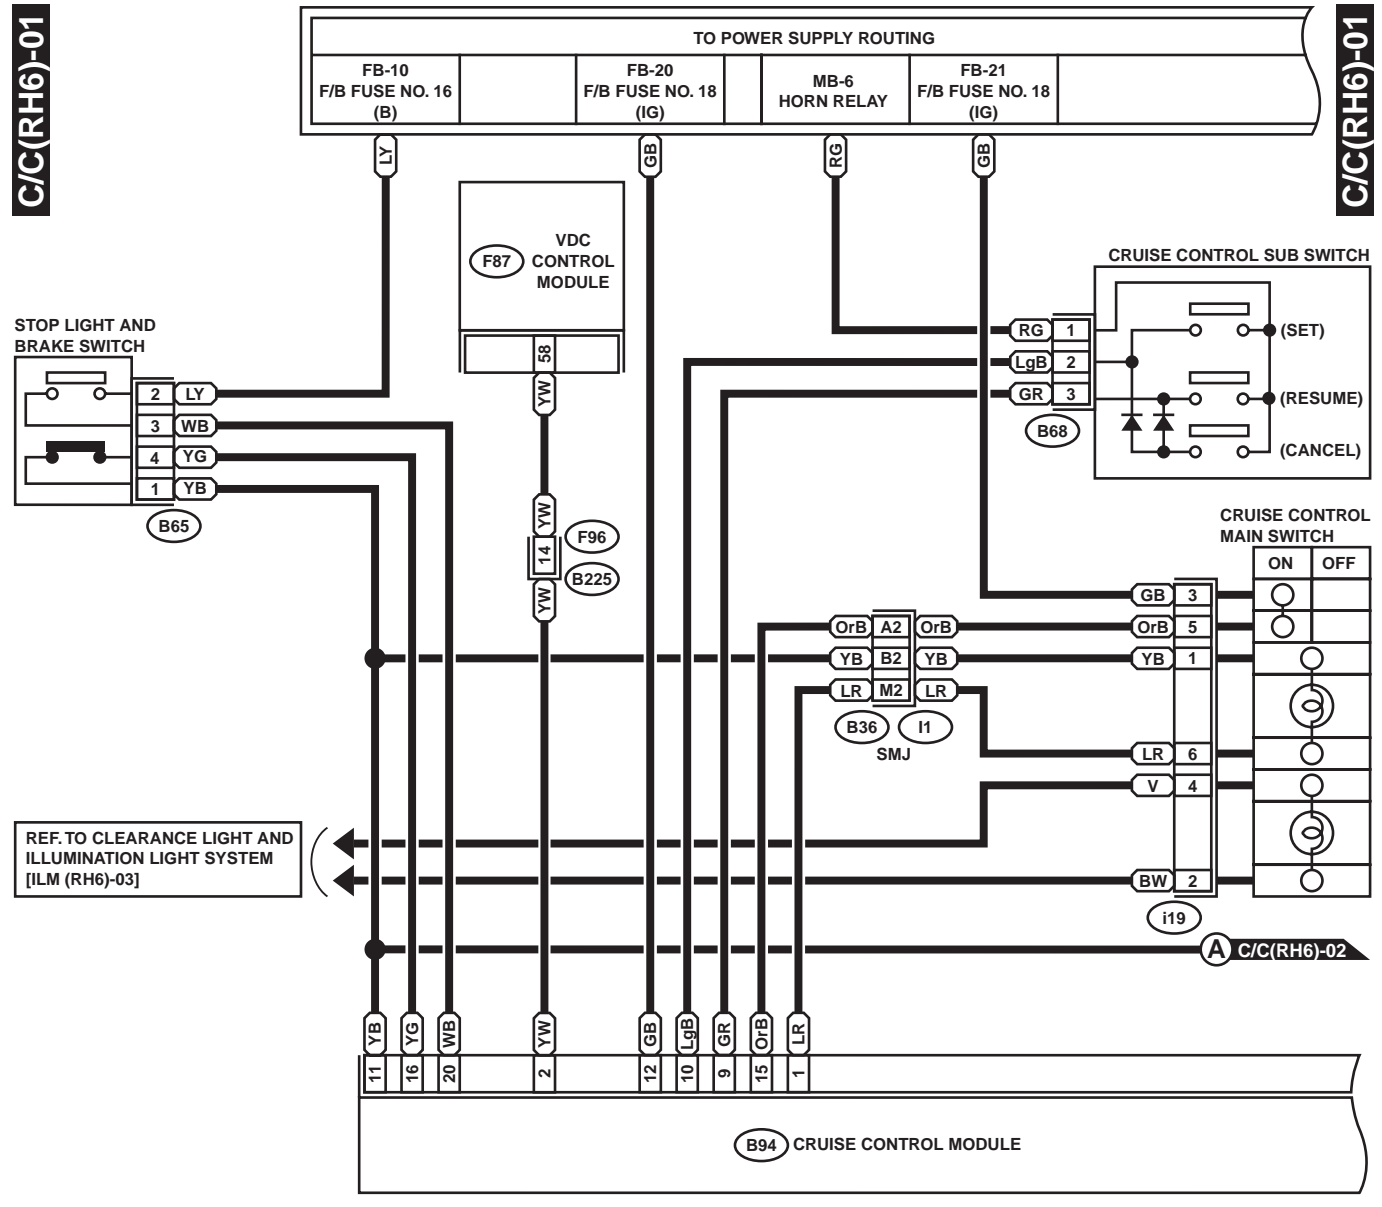 C/C(RH6)-01
C/C(RH6)-01
TO POWER SUPPLY ROUTING
FB-10
F/B FUSE NO. 16
(B)
FB-20
F/B FUSE NO. 18
(IG)
MB-6
HORN RELAY
FB-21
F/B FUSE NO. 18
(IG)
LY
GB
RG
GB
F87
VDC
CONTROL
MODULE
58
YW
YW
F96
14
B225
YW
STOP LIGHT AND
BRAKE SWITCH
2 LY
3 WB
4 YG
1 YB
B65
CRUISE CONTROL SUB SWITCH
RG 1
LgB 2
GR 3
B68
(SET)
(RESUME)
(CANCEL)
CRUISE CONTROL
MAIN SWITCH
ON OFF
GB 3
OrB A2 OrB
OrB 5
YB B2 YB
YB 1
LR M2 LR
B36 I1
SMJ
LR 6
V 4
BW 2
i19
REF. TO CLEARANCE LIGHT AND
ILLUMINATION LIGHT SYSTEM
[ILM (RH6)-03]
A C/C(RH6)-02
YB YG WB YW GB LgB GR OrB LR
11 16 20 2 12 10 9 15 1
B94 CRUISE CONTROL MODULE